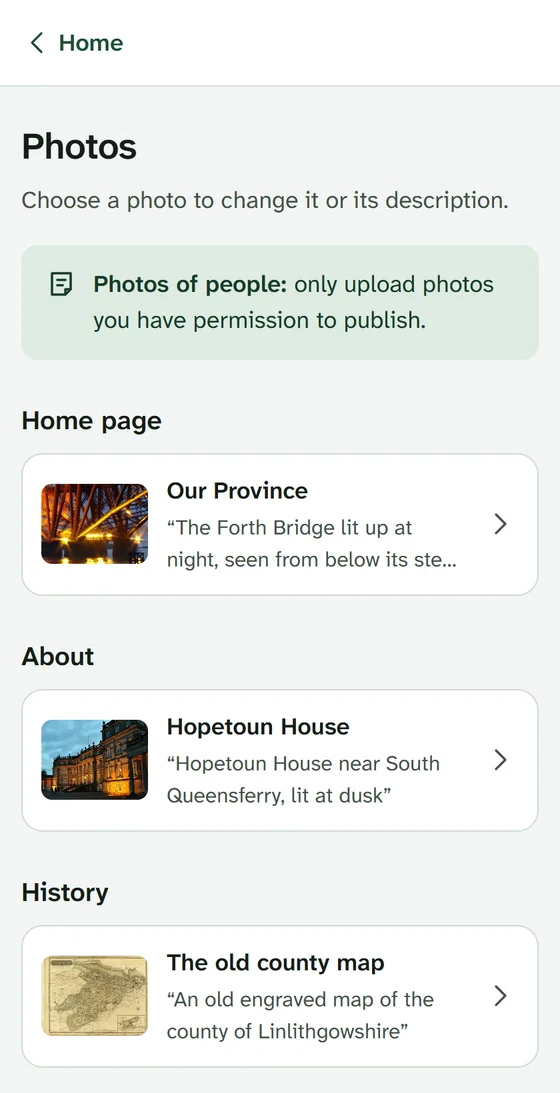 Home
Photos
Choose a photo to change it or its description.
Photos of people: only upload photos
you have permission to publish.
Home page
Our Province
“The Forth Bridge lit up at
night, seen from below its ste...
About
Hopetoun House
“Hopetoun House near South
Queensferry, lit at dusk”
History
The old county map
“An old engraved map of the
county of Linlithgowshire”